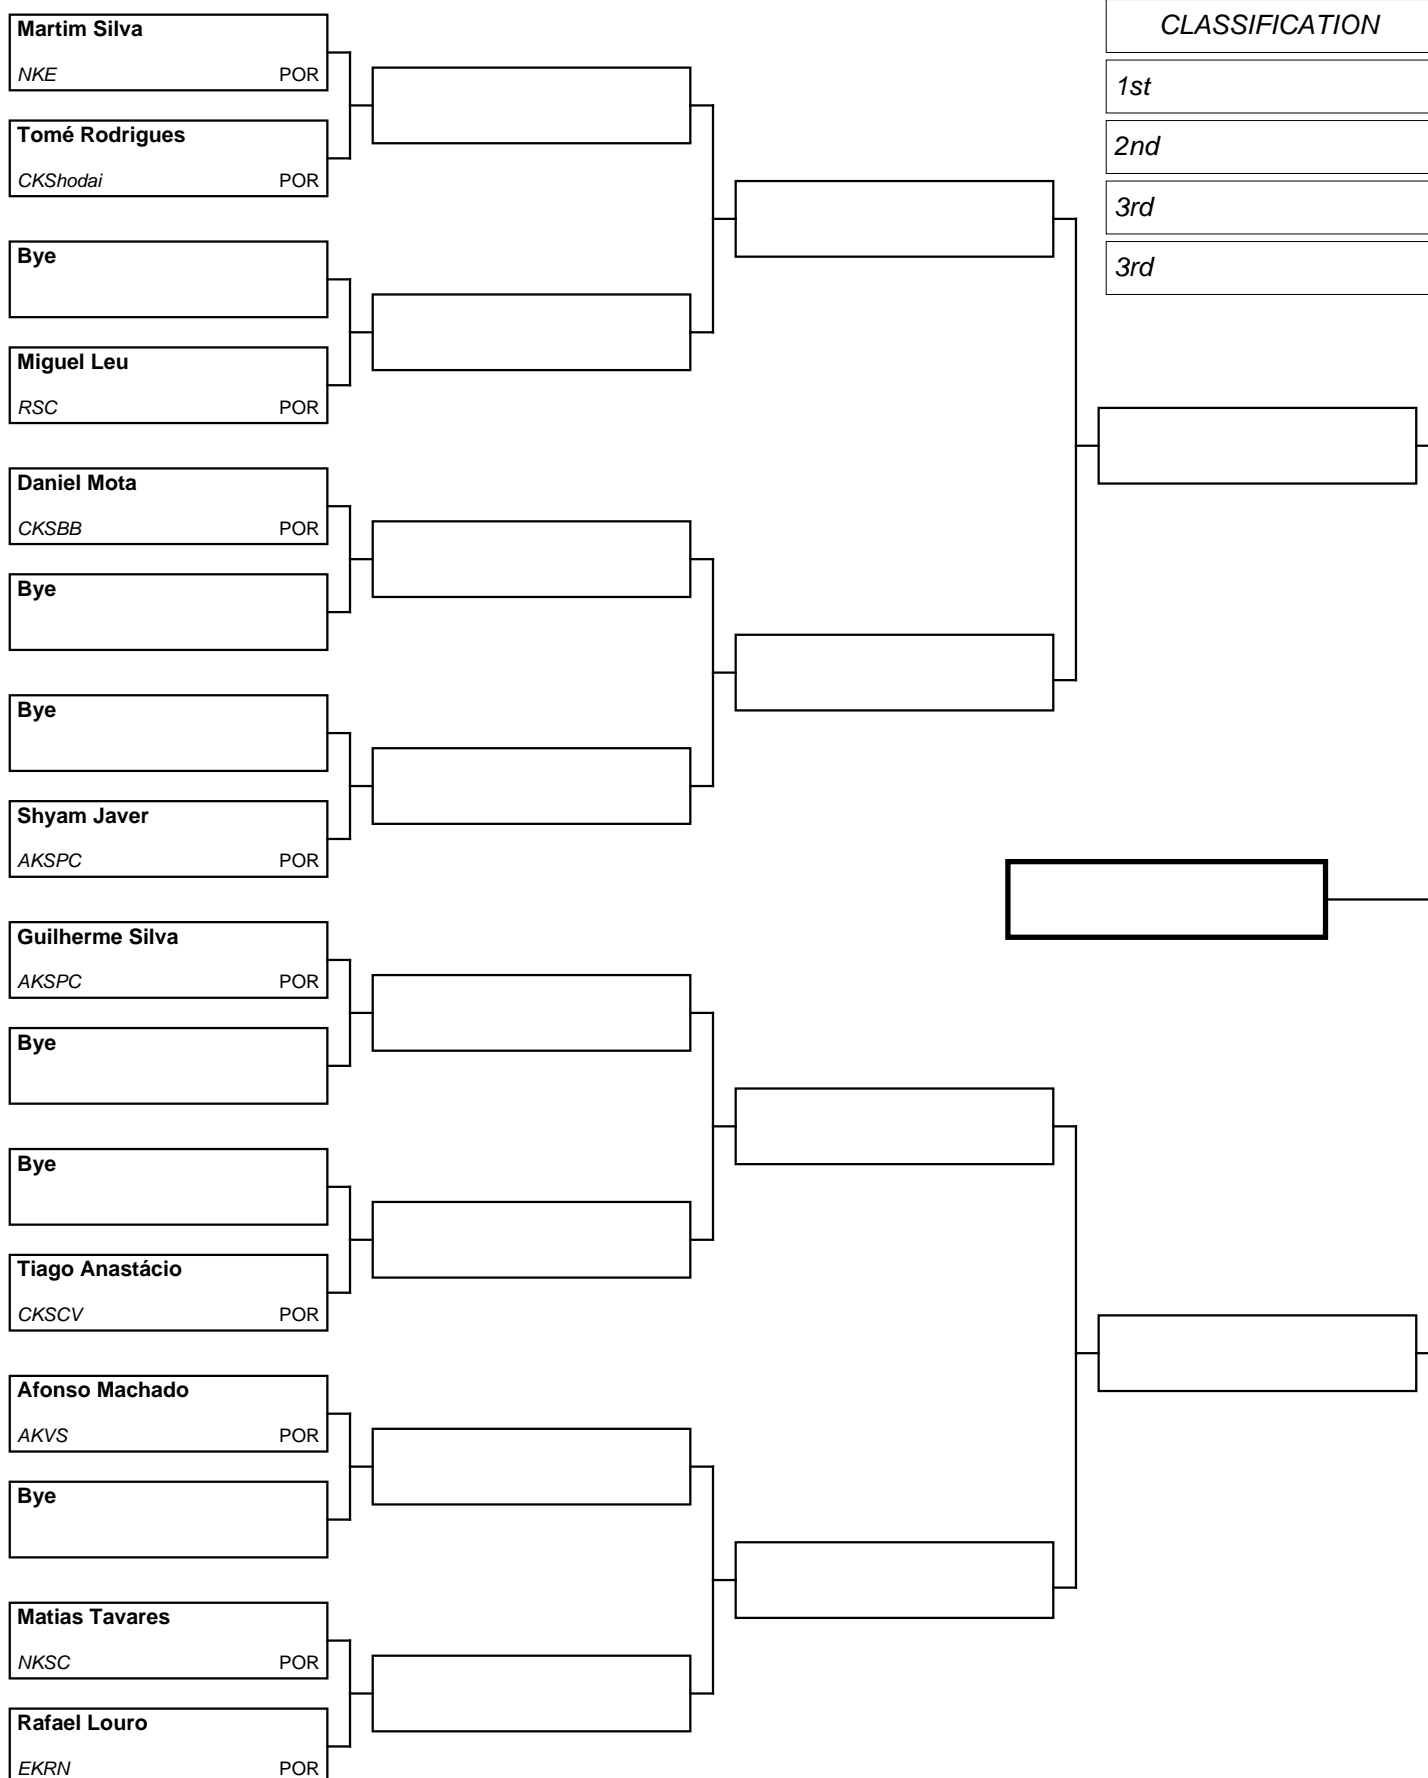 Martim Silva
NKE POR
Tomé Rodrigues
CKShodai POR
Bye
Miguel Leu
RSC POR
Daniel Mota
CKSBB POR
Bye
Bye
Shyam Javer
AKSPC POR
Guilherme Silva
AKSPC POR
Bye
Bye
Tiago Anastácio
CKSCV POR
Afonso Machado
AKVS POR
Bye
Matias Tavares
NKSC POR
Rafael Louro
EKRN POR
CLASSIFICATION
1st
2nd
3rd
3rd